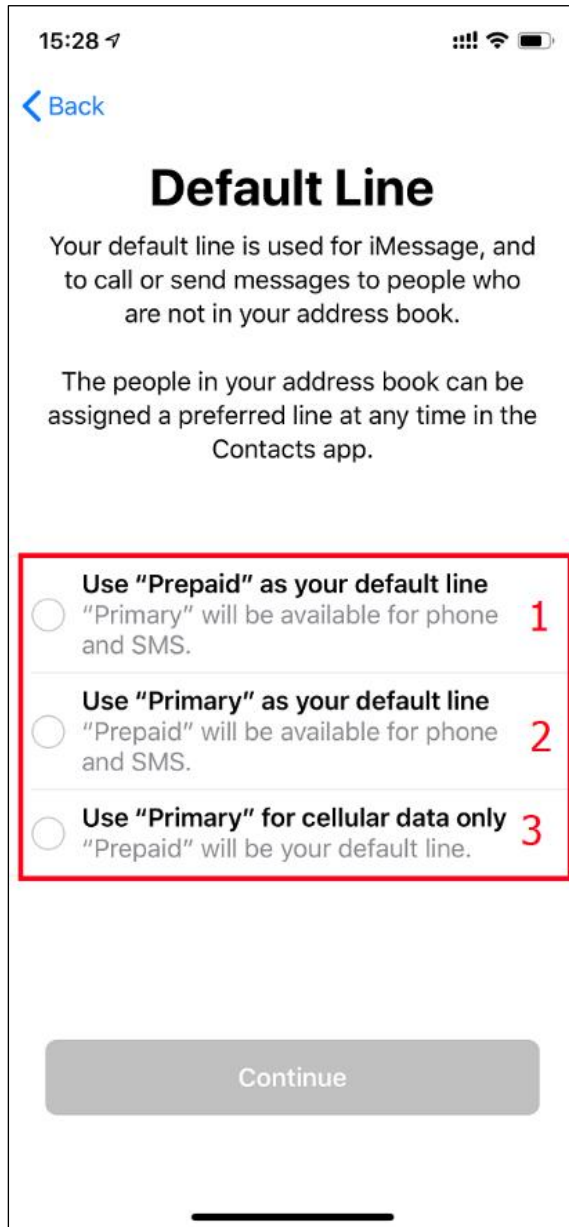 15:28
Back
Default Line
Your default line is used for iMessage, and
to call or send messages to people who
are not in your address book.
The people in your address book can be
assigned a preferred line at any time in the
Contacts app.
Use “Prepaid” as your default line
“Primary” will be available for phone
and SMS.
1
Use “Primary” as your default line
“Prepaid” will be available for phone
and SMS.
2
Use “Primary” for cellular data only
“Prepaid” will be your default line.
3
Continue